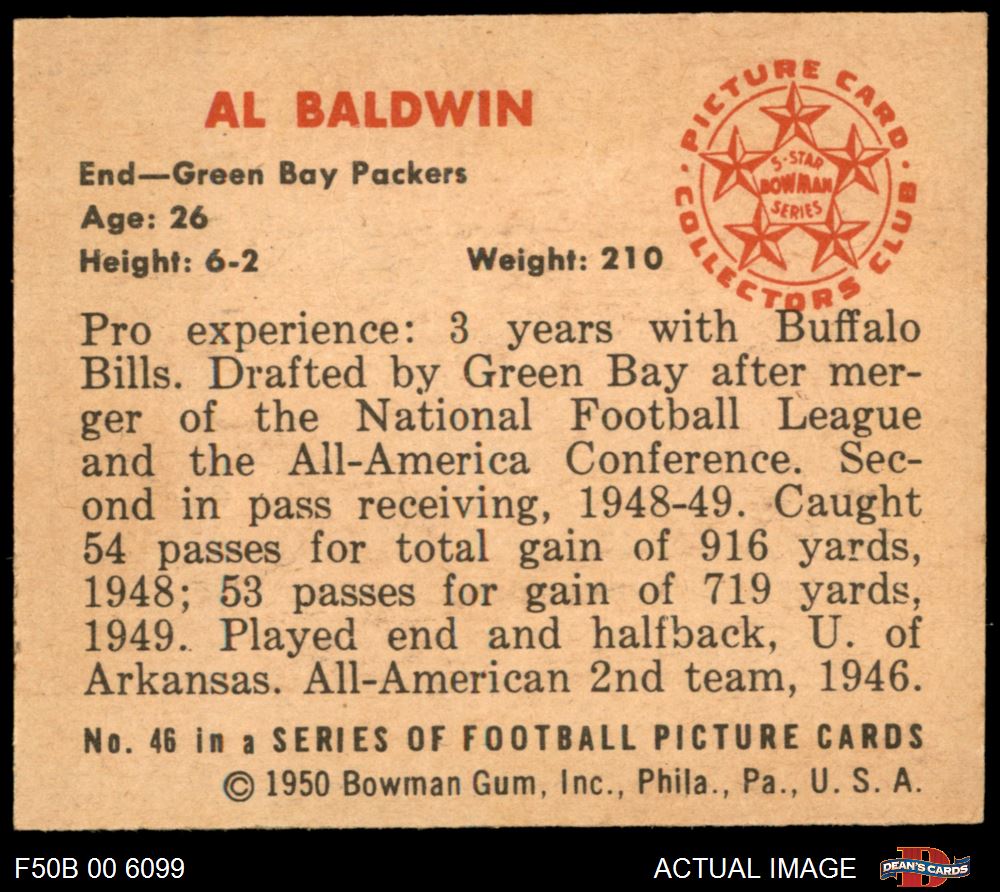 AL BALDWIN
PICTURE CARD COLLECTORS CLUB
5-STAR
BOWMAN
SERIES
End—Green Bay Packers
Age: 26
Height: 6-2 Weight: 210
Pro experience: 3 years with Buffalo
Bills. Drafted by Green Bay after mer-
ger of the National Football League
and the All-America Conference. Sec-
ond in pass receiving, 1948-49. Caught
54 passes for total gain of 916 yards,
1948; 53 passes for gain of 719 yards,
1949. Played end and halfback, U. of
Arkansas. All-American 2nd team, 1946.
No. 46 in a SERIES OF FOOTBALL PICTURE CARDS
© 1950 Bowman Gum, Inc., Phila., Pa., U. S. A.
F50B 00 6099 ACTUAL IMAGE D DEAN'S CARDS